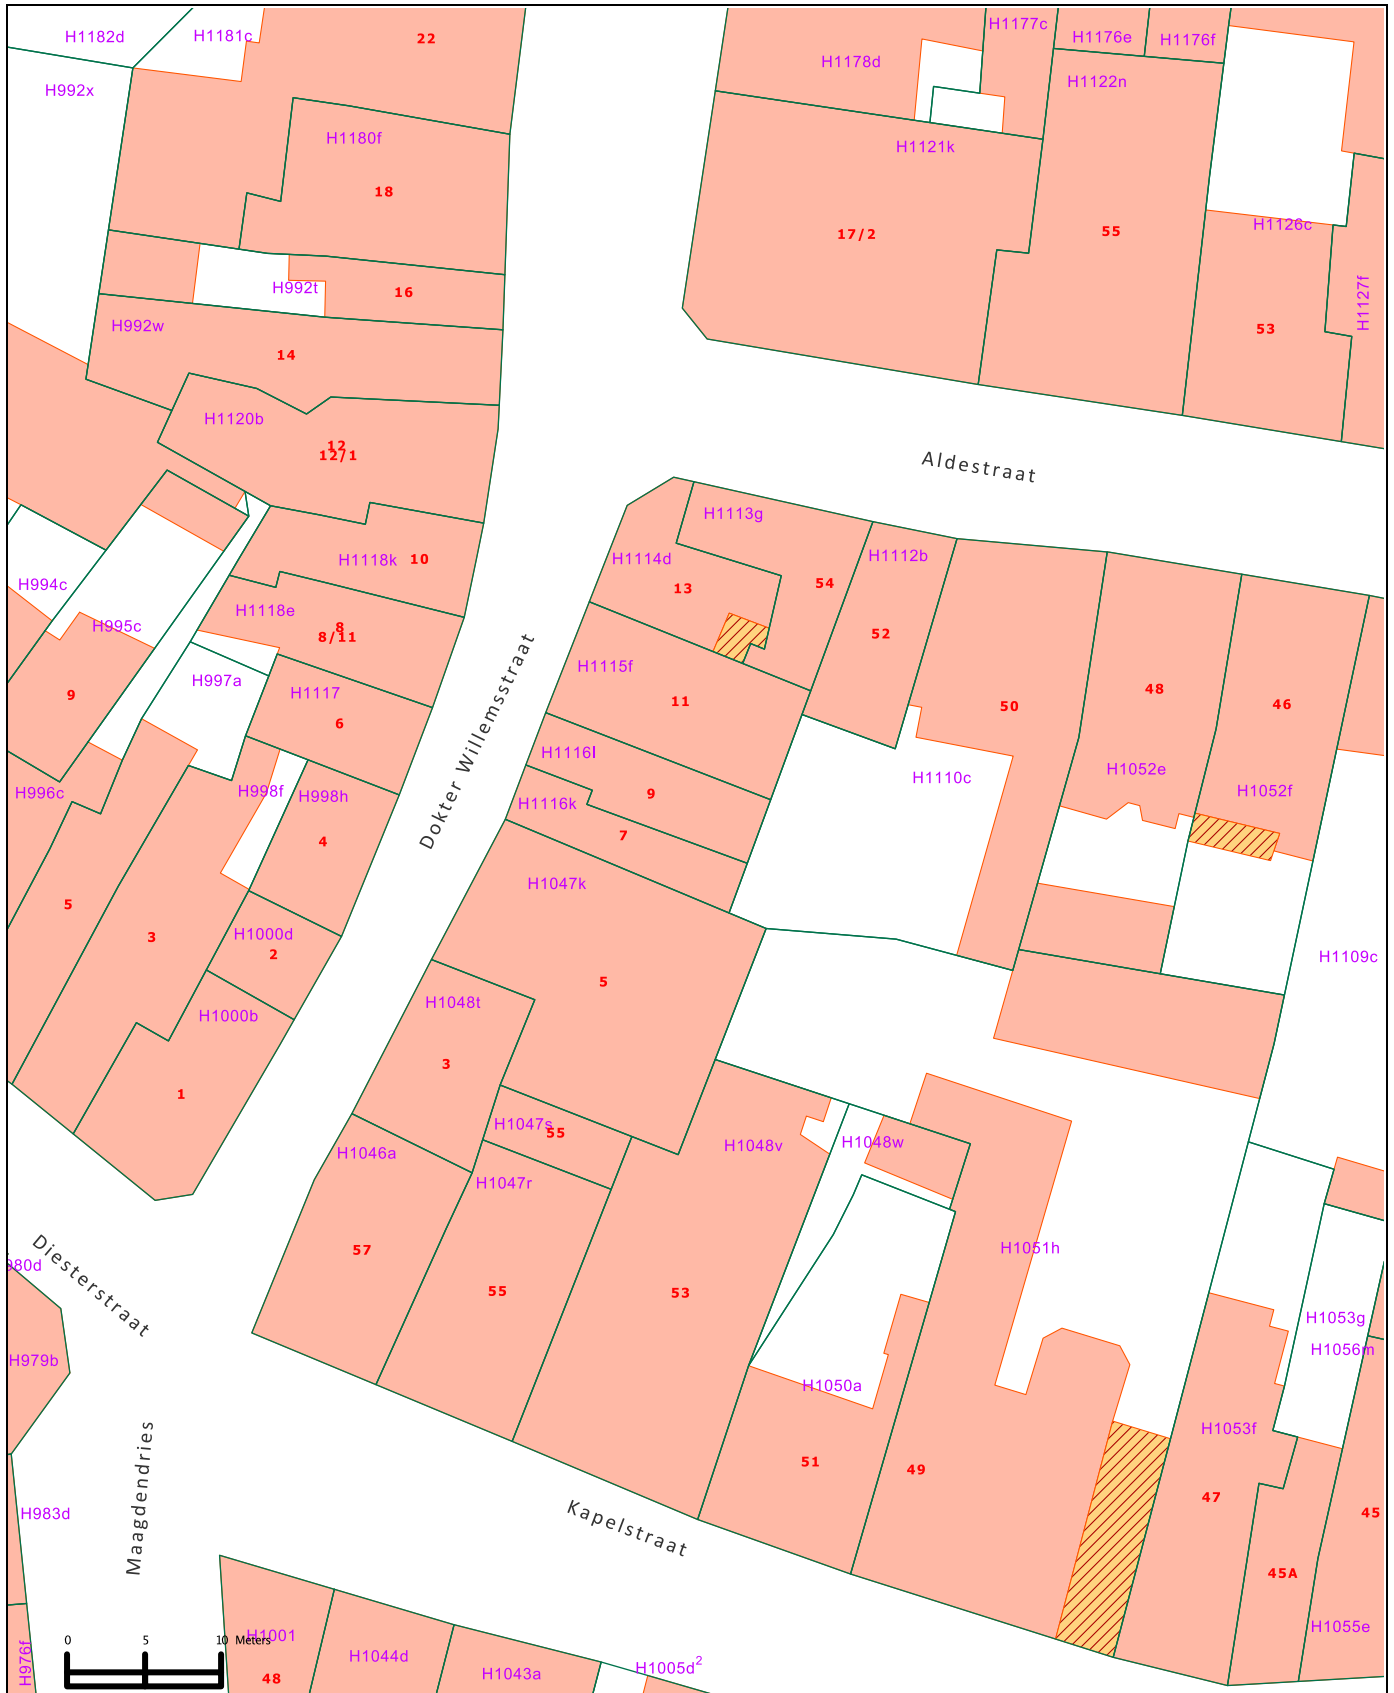 H1182d
H1181c
22
H1177c
H1176e
H1176f
H1178d
H992x
H1122n
H1180f
H1121k
18
17/2
55
H1126c
H992t
16
H1127f
H992w
53
14
H1120b
12
12/1
Aldestraat
H1113g
H1112b
H1118k
10
H1114d
13
54
H994c
H1118e
8
8/11
H995c
52
H1115f
H997a
9
H1117
6
11
50
48
46
Dokter Willemsstraat
H1116l
H1110c
H1052e
H1052f
H996c
H998f
H998h
9
H1116k
4
7
H1047k
5
3
H1000d
2
H1109c
5
H1048t
H1000b
3
1
H1047s
55
H1048v
H1048w
H1046a
H1047r
Diesterstraat
57
H1051h
980d
55
53
H1053g
H979b
H1056m
H1050a
Maagdendries
H1053f
51
49
47
45
H983d
Kapelstraat
45A
H1055e
0 5 10 Meters
H1001
H976f
H1044d
H1005d²
48
H1043a